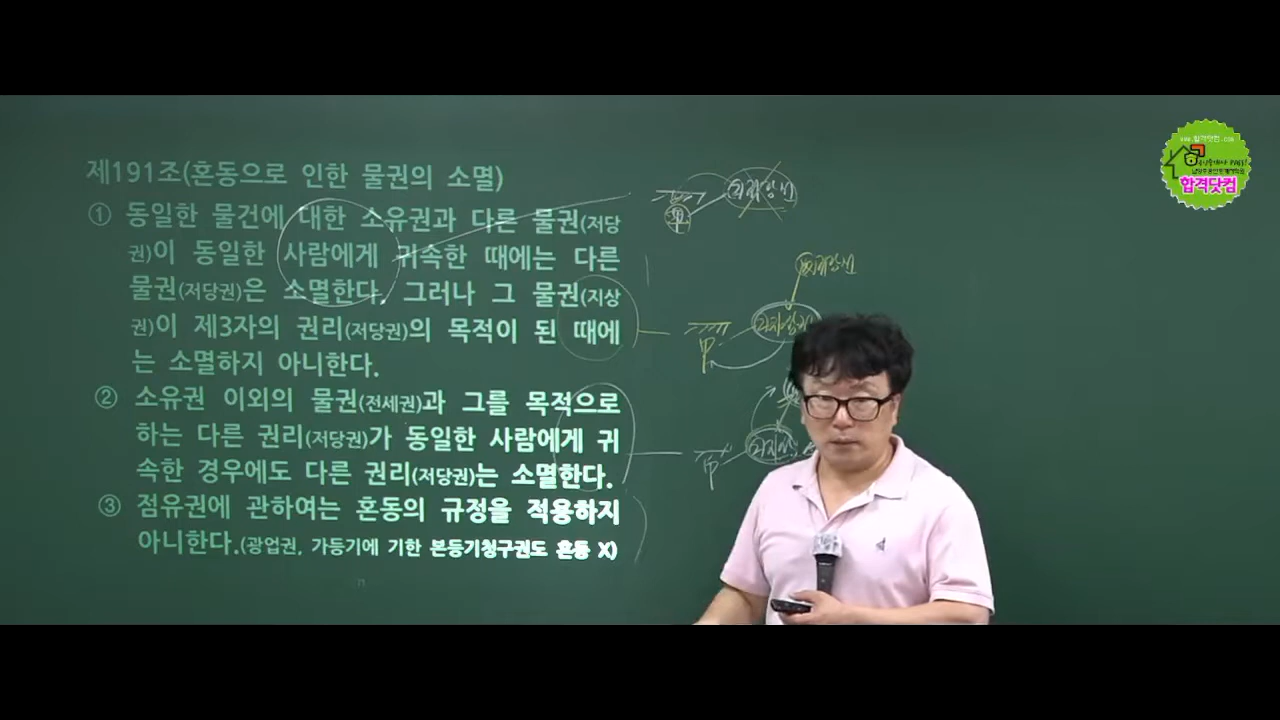 제191조(혼동으로 인한 물권의 소멸)
① 동일한 물건에 대한 소유권과 다른 물권(저당
권)이 동일한 사람에게 귀속한 때에는 다른
물권(저당권)은 소멸한다. 그러나 그 물권(지상
권)이 제3자의 권리(저당권)의 목적이 된 때에
는 소멸하지 아니한다.
② 소유권 이외의 물권(전세권)과 그를 목적으로
하는 다른 권리(저당권)가 동일한 사람에게 귀
속한 경우에도 다른 권리(저당권)는 소멸한다.
③ 점유권에 관하여는 혼동의 규정을 적용하지
아니한다.(광업권, 가등기에 기한 본등기청구권도 혼동 X)
甲
甲
甲
www.합격닷컴.com
합격닷컴